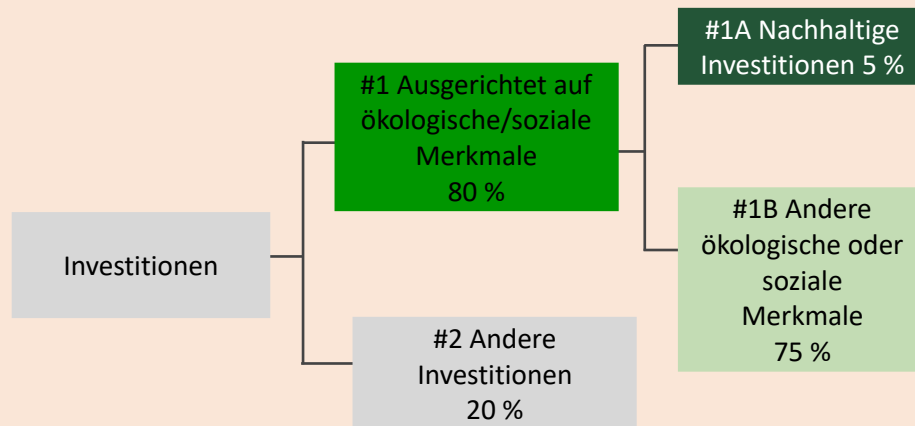 Investitionen
#1 Ausgerichtet auf
ökologische/soziale
Merkmale
80 %
#2 Andere
Investitionen
20 %
#1A Nachhaltige
Investitionen 5 %
#1B Andere
ökologische oder
soziale
Merkmale
75 %